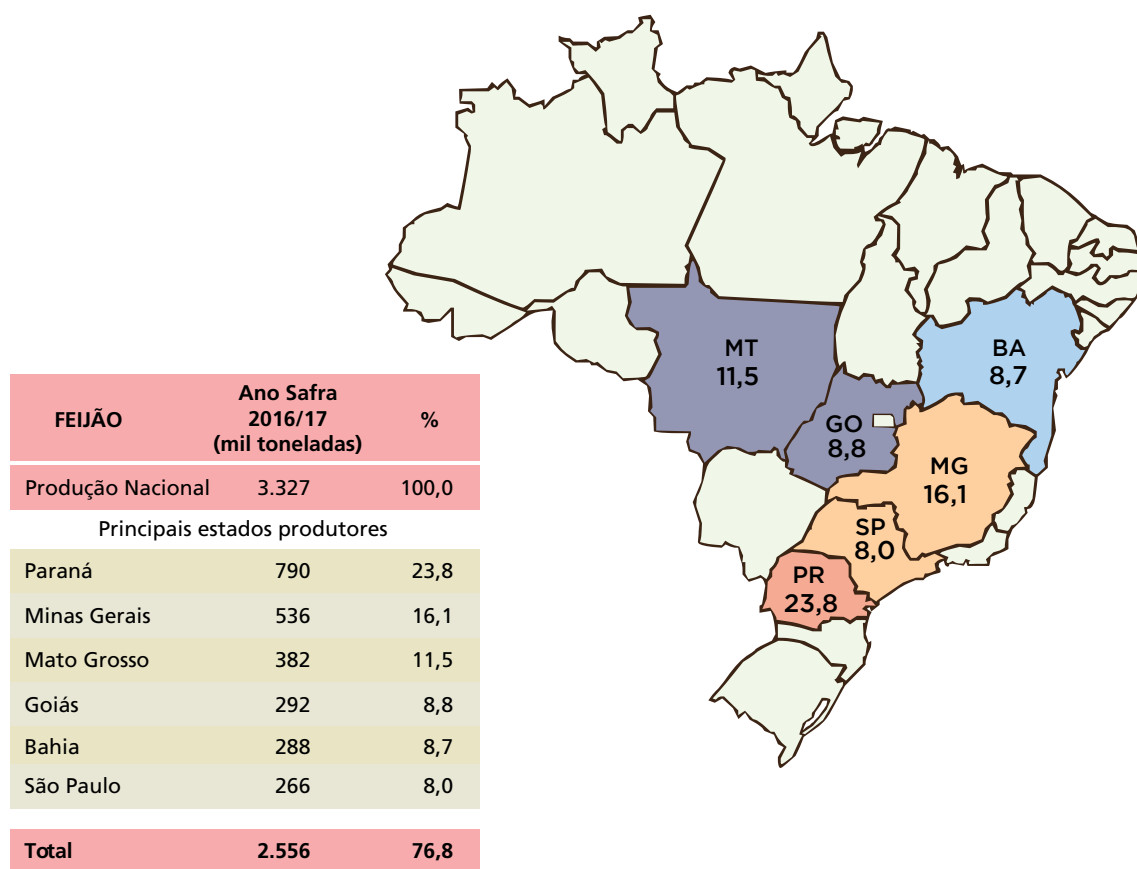 MT
11,5
BA
8,7
GO
8,8
MG
16,1
SP
8,0
PR
23,8
FEIJÃO Ano Safra 2016/17 (mil toneladas) %
Produção Nacional 3.327 100,0
Principais estados produtores
Paraná 790 23,8
Minas Gerais 536 16,1
Mato Grosso 382 11,5
Goiás 292 8,8
Bahia 288 8,7
São Paulo 266 8,0
Total 2.556 76,8